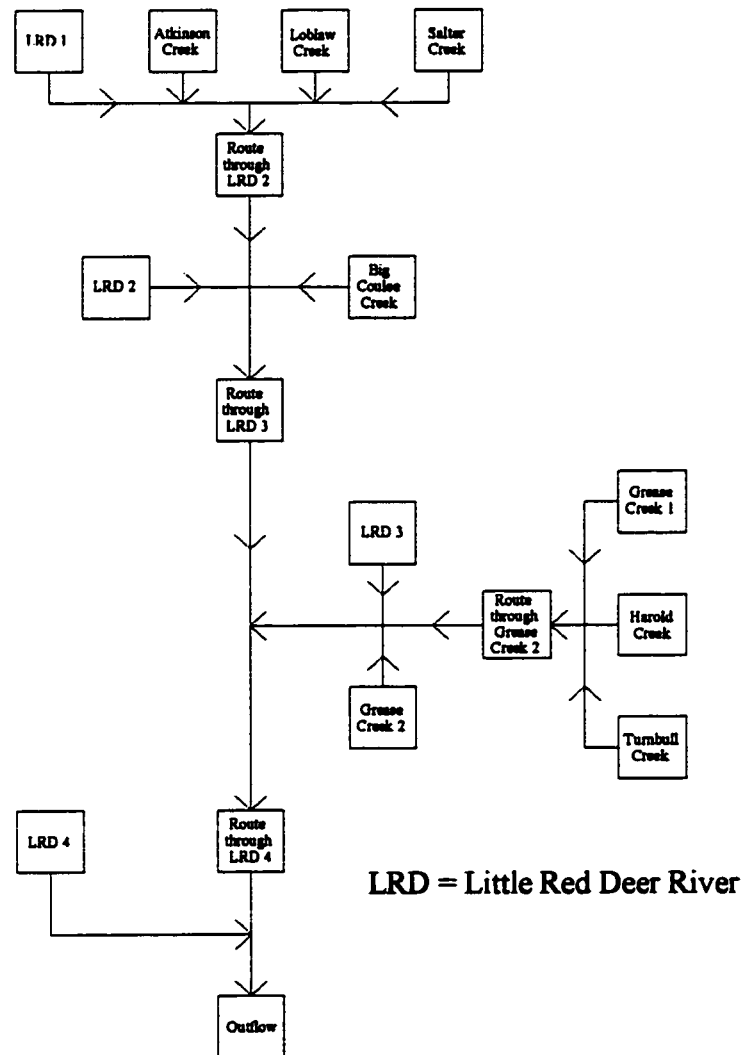 LRD 1
Atkinson
Creek
Loblaw
Creek
Salter
Creek
Route
through
LRD 2
LRD 2
Big
Coulee
Creek
Route
through
LRD 3
Grease
Creek 1
LRD 3
Route
through
Grease
Creek 2
Harold
Creek
Grease
Creek 2
Turnbull
Creek
LRD 4
Route
through
LRD 4
LRD = Little Red Deer River
Outflow